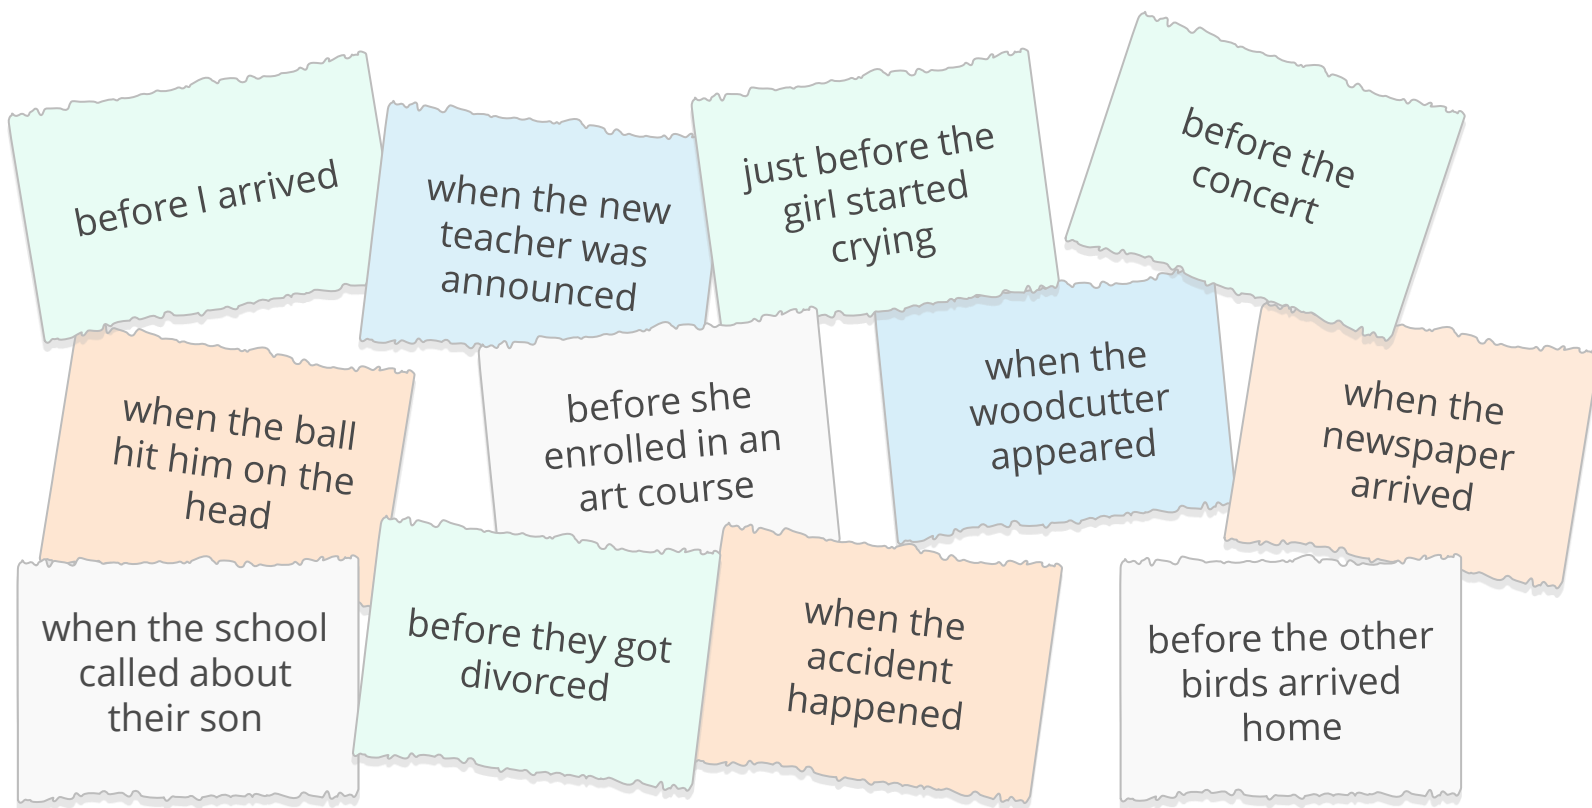 before I arrived
when the new
teacher was
announced
just before the
girl started
crying
before the
concert
when the ball
hit him on the
head
before she
enrolled in an
art course
when the
woodcutter
appeared
when the
newspaper
arrived
when the school
called about
their son
before they got
divorced
when the
accident
happened
before the other
birds arrived
home